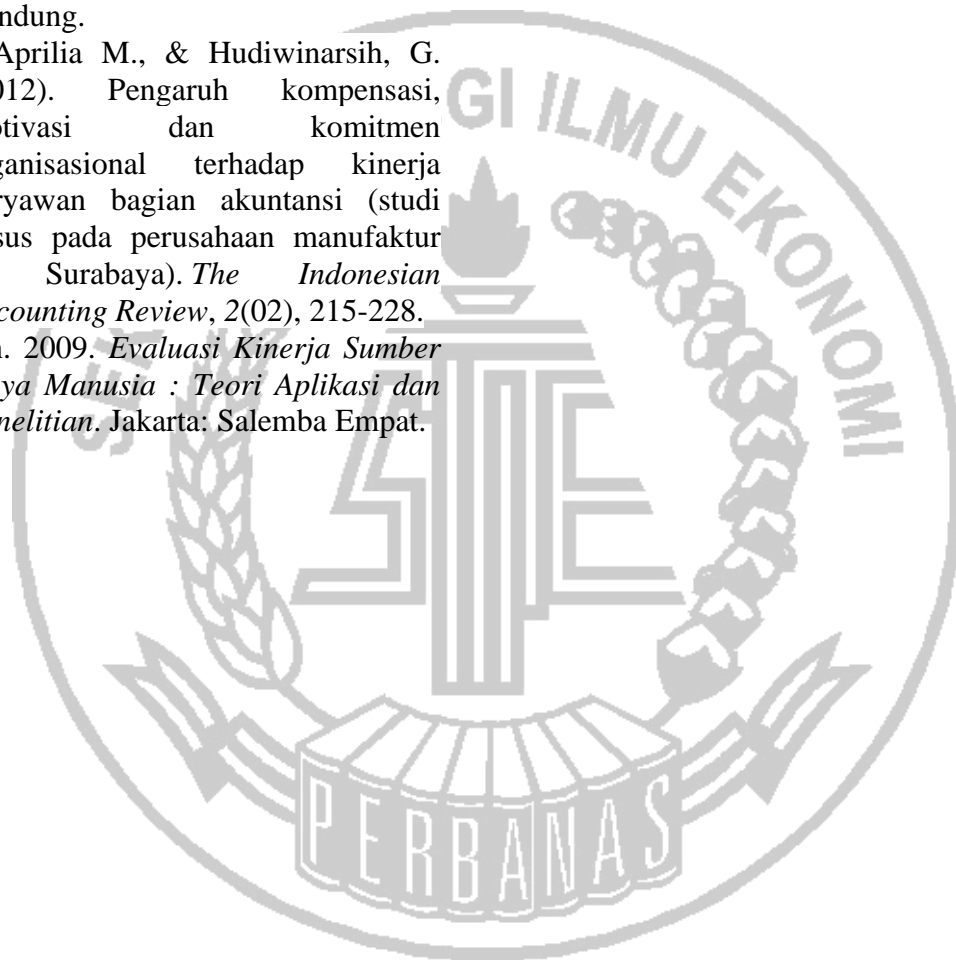 ndung.
Aprilia M., & Hudiwinarsih, G.
012). Pengaruh kompensasi,
otivasi dan komitmen
ganisasional terhadap kinerja
ryawan bagian akuntansi (studi
sus pada perusahaan manufaktur
Surabaya). The Indonesian
counting Review, 2(02), 215-228.
n. 2009. Evaluasi Kinerja Sumber
ya Manusia : Teori Aplikasi dan
nelitian. Jakarta: Salemba Empat.
SEK GI ILMU EKONOMI
STIE
PERBANAS